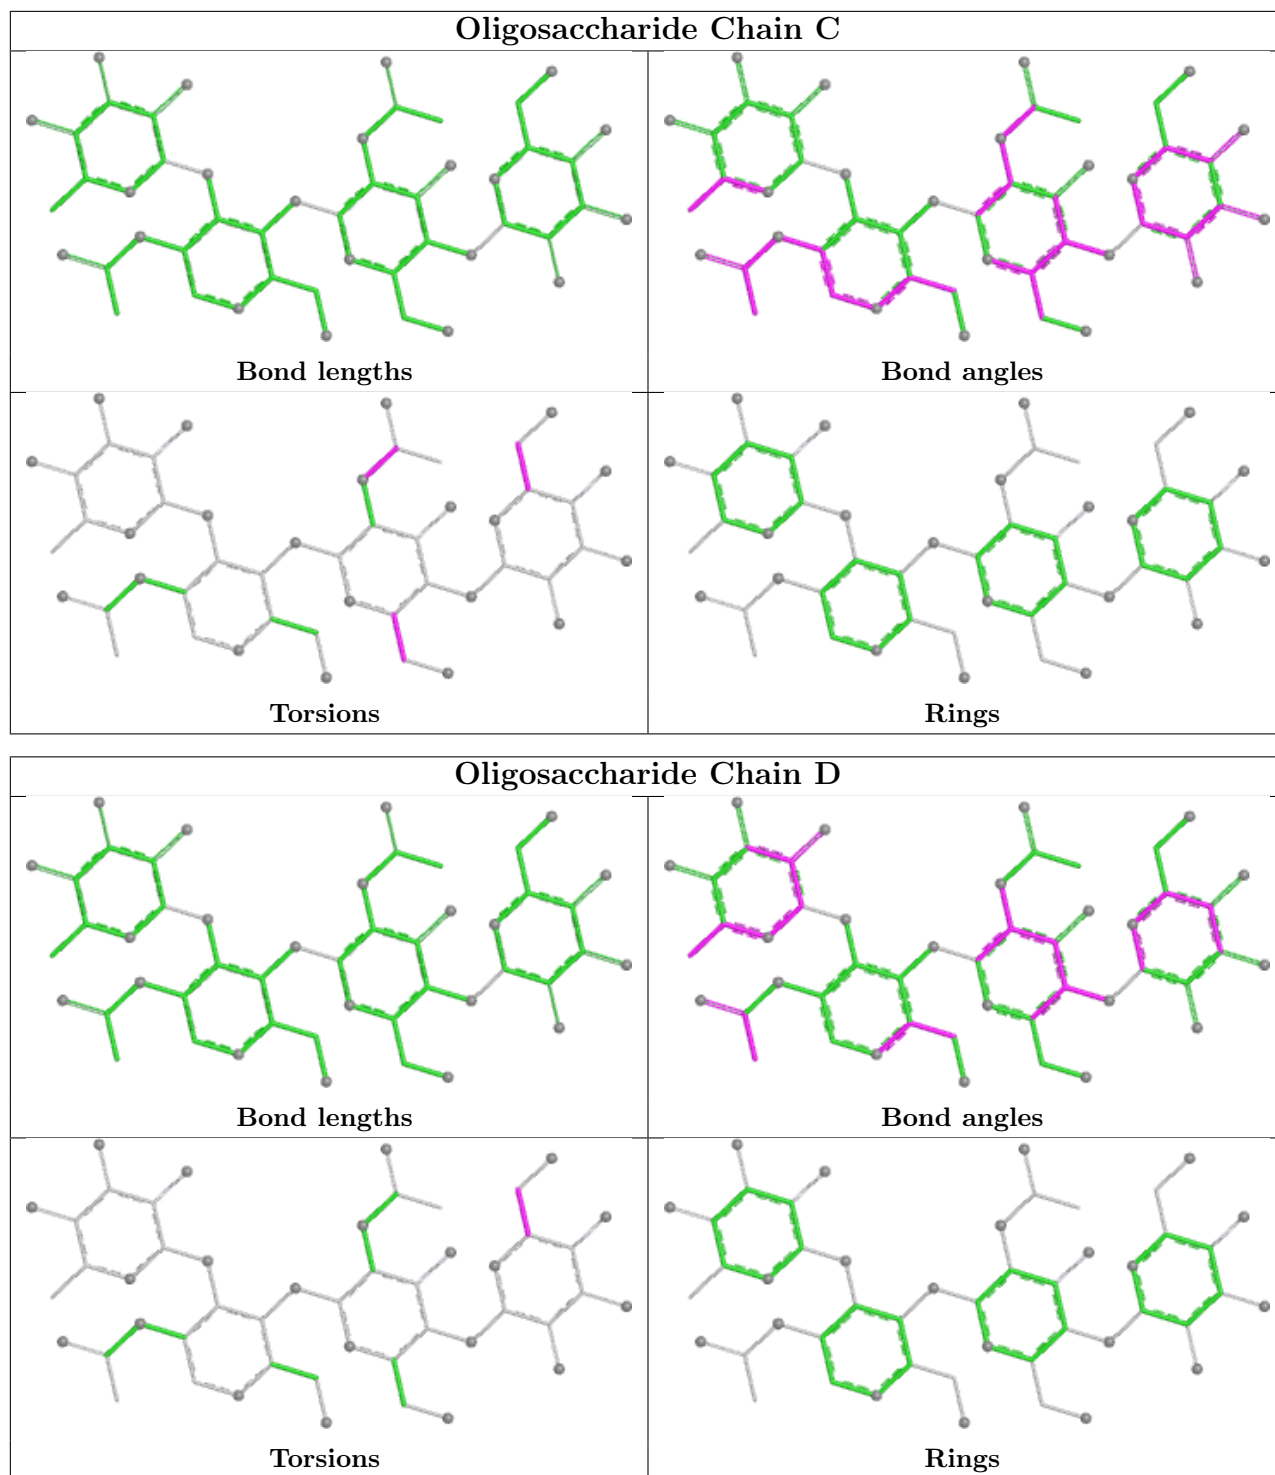 Oligosaccharide Chain C
Bond lengths
Bond angles
Torsions
Rings
Oligosaccharide Chain D
Bond lengths
Bond angles
Torsions
Rings